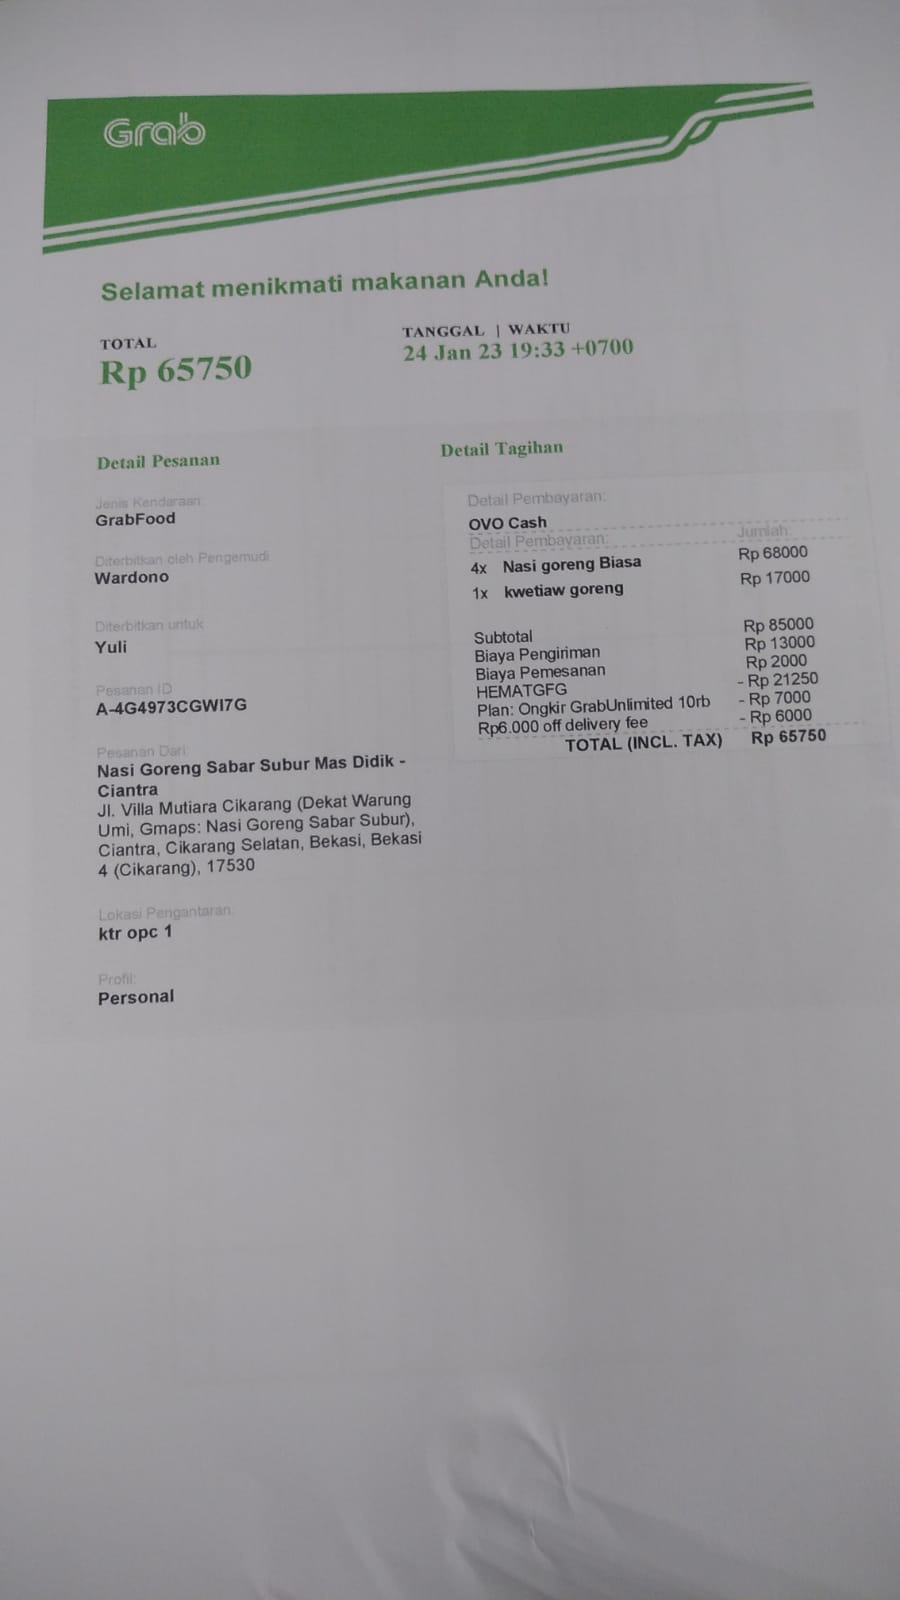 Grab
Selamat menikmati makanan Anda!
TOTAL
Rp 65750
TANGGAL | WAKTU
24 Jan 23 19:33 +0700
Detail Pesanan
Jenis Kendaraan:
GrabFood
Diterbitkan oleh Pengemudi
Wardono
Diterbitkan untuk
Yuli
Pesanan ID
A-4G4973CGWI7G
Pesanan Dari:
Nasi Goreng Sabar Subur Mas Didik -
Ciantra
Jl. Villa Mutiara Cikarang (Dekat Warung
Umi, Gmaps: Nasi Goreng Sabar Subur),
Ciantra, Cikarang Selatan, Bekasi, Bekasi
4 (Cikarang), 17530
Lokasi Pengantaran:
ktr opc 1
Profil:
Personal
Detail Tagihan
Detail Pembayaran:
OVO Cash
Detail Pembayaran: Jumlah:
4x Nasi goreng Biasa Rp 68000
1x kwetiaw goreng Rp 17000
Subtotal Rp 85000
Biaya Pengiriman Rp 13000
Biaya Pemesanan Rp 2000
HEMATGFG - Rp 21250
Plan: Ongkir GrabUnlimited 10rb - Rp 7000
Rp6.000 off delivery fee - Rp 6000
TOTAL (INCL. TAX) Rp 65750